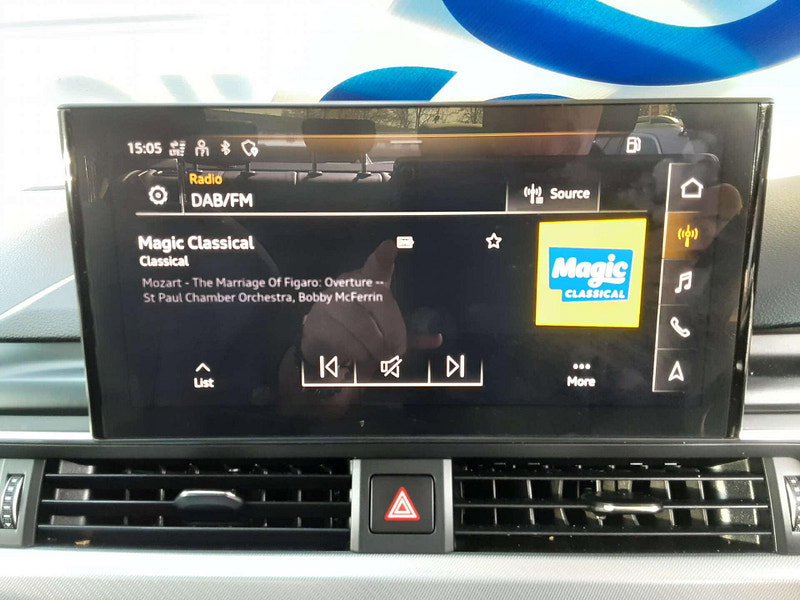 15:05
Radio
DAB/FM
Source
Magic Classical
Classical
Mozart - The Marriage Of Figaro: Overture --
St Paul Chamber Orchestra, Bobby McFerrin
Magic
CLASSICAL
List
More